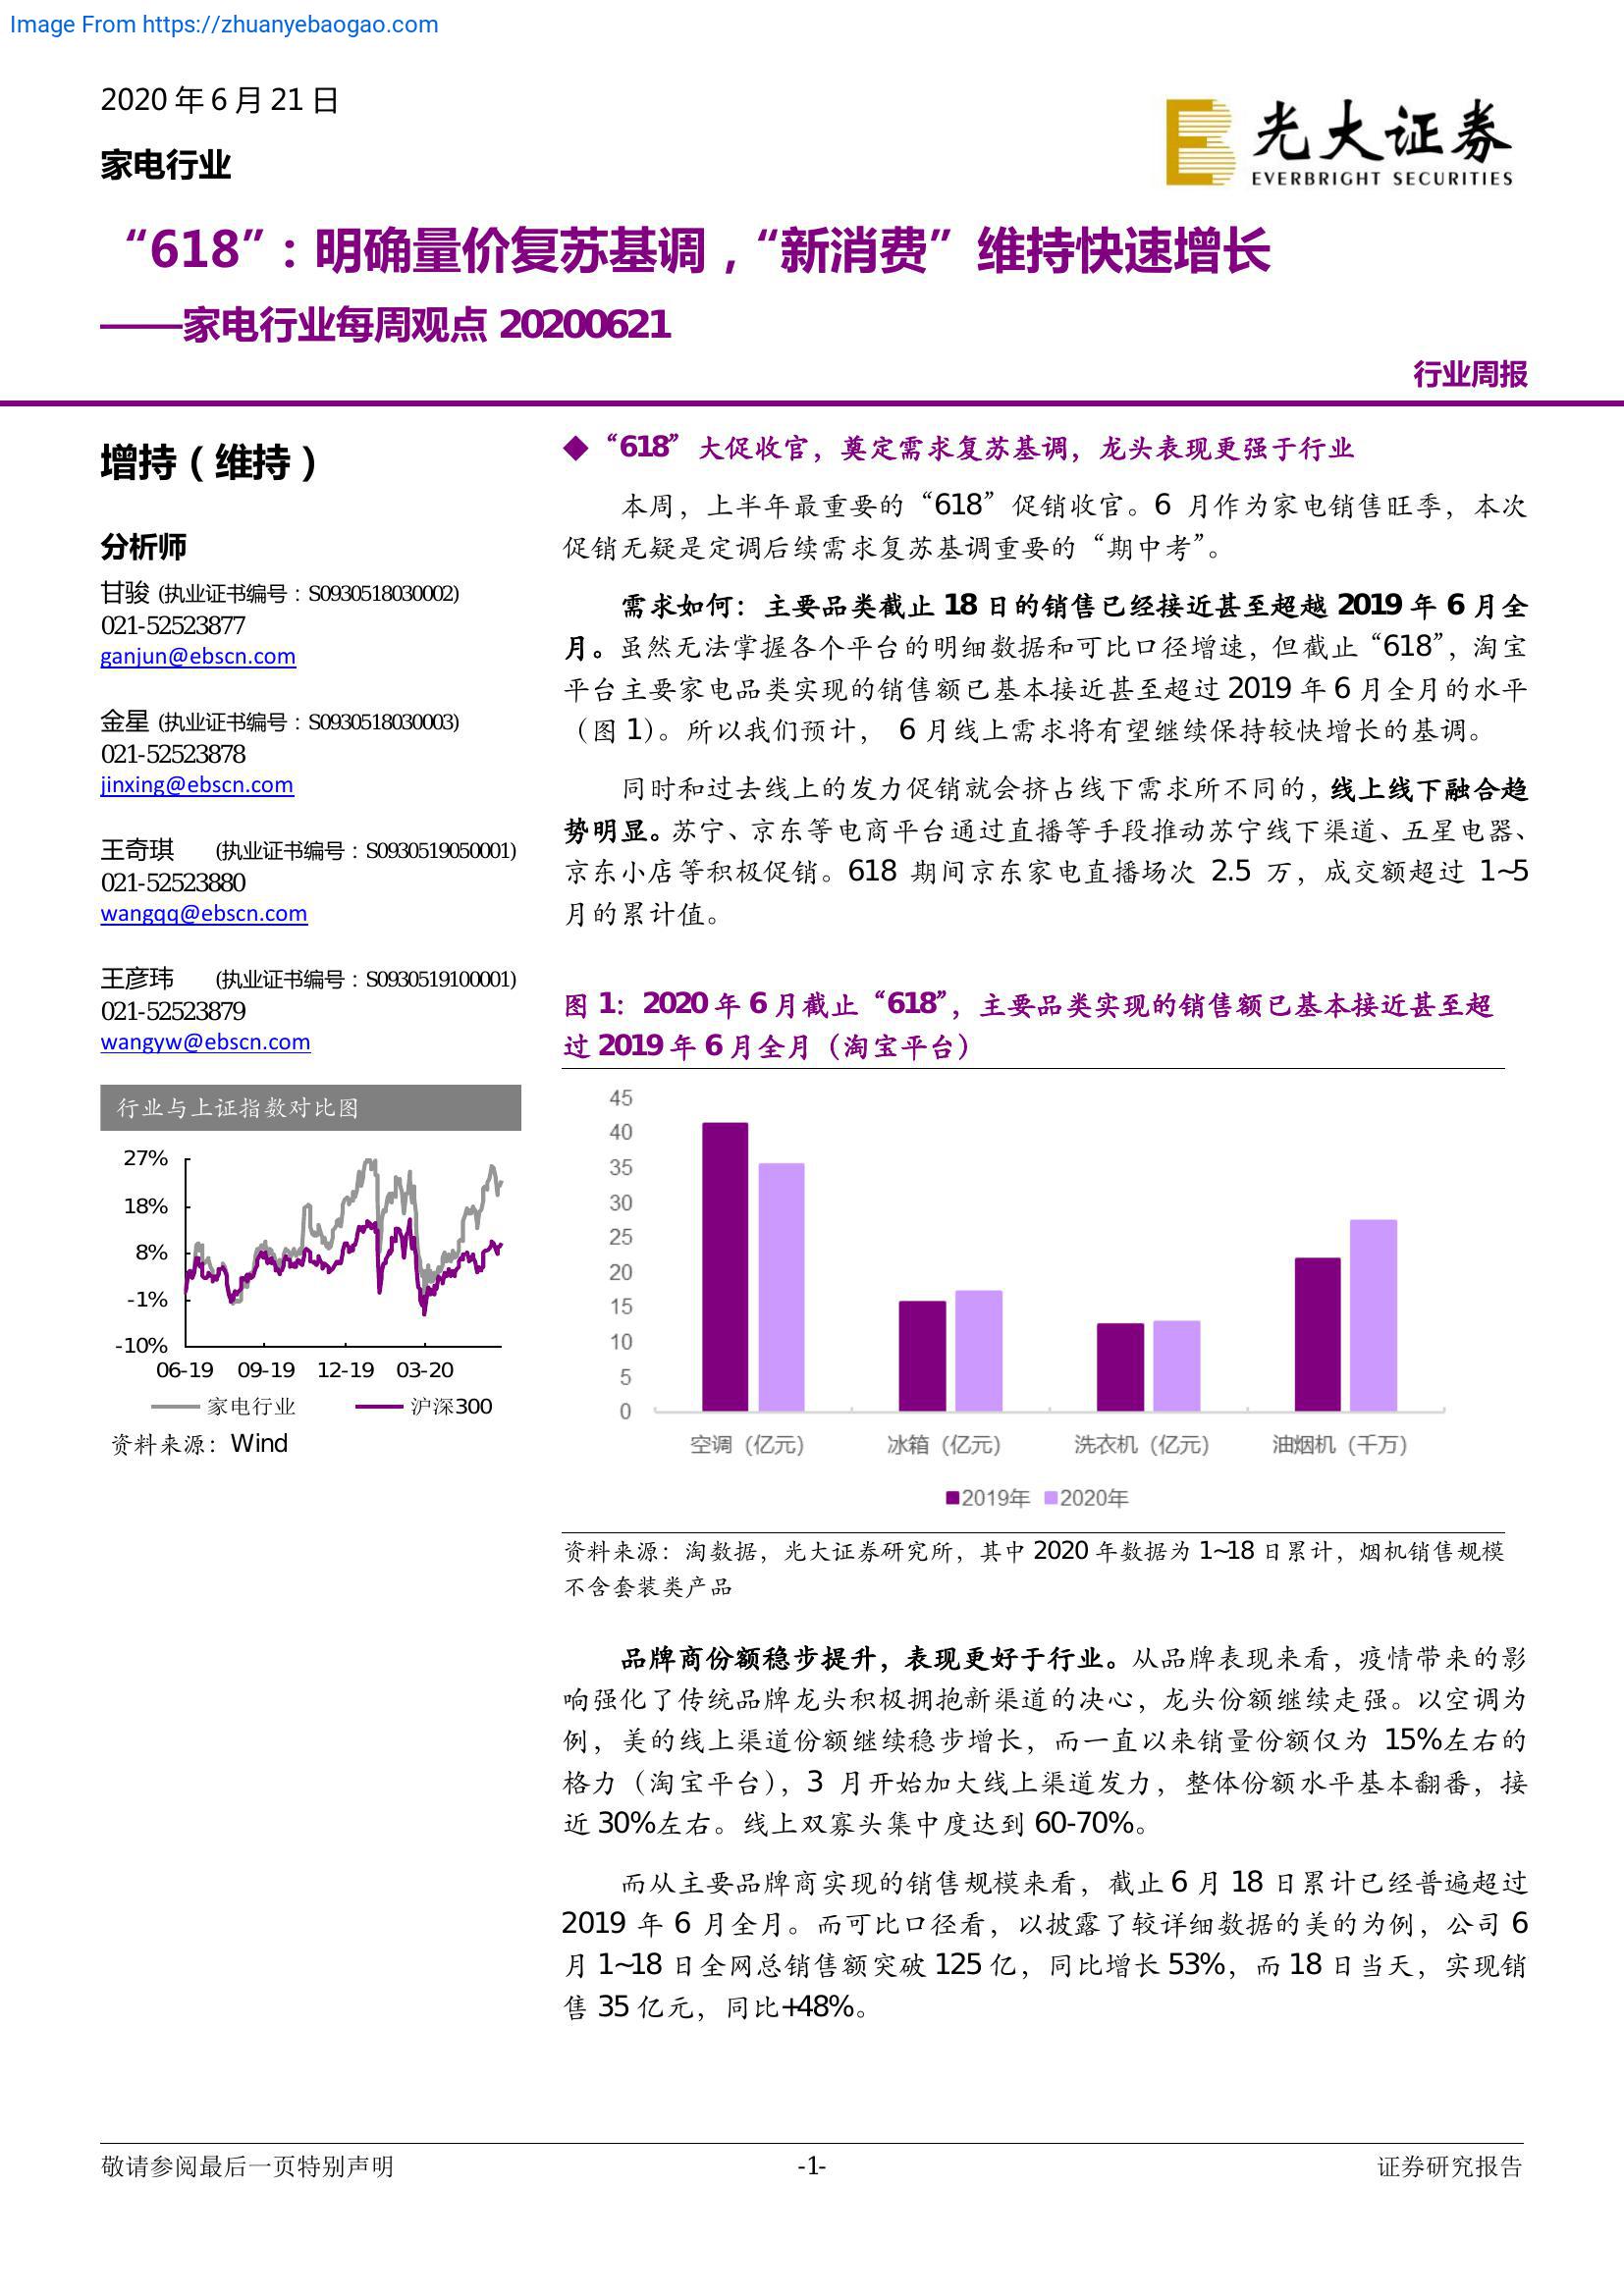 Image From https://zhuanyebaogao.com
2020 年 6 月 21 日
光大证券
EVERBRIGHT SECURITIES
家电行业
“618”：明确量价复苏基调，“新消费”维持快速增长
——家电行业每周观点 20200621
行业周报
增持（维持）
分析师
甘骏 (执业证书编号：S0930518030002)
021-52523877
ganjun@ebscn.com
金星 (执业证书编号：S0930518030003)
021-52523878
jinxing@ebscn.com
王奇琪 (执业证书编号：S0930519050001)
021-52523880
wangqq@ebscn.com
王彦玮 (执业证书编号：S0930519100001)
021-52523879
wangyw@ebscn.com
行业与上证指数对比图
27%
18%
8%
-1%
-10%
06-19 09-19 12-19 03-20
家电行业 沪深300
资料来源：Wind
◆“618”大促收官，奠定需求复苏基调，龙头表现更强于行业
本周，上半年最重要的“618”促销收官。6 月作为家电销售旺季，本次
促销无疑是定调后续需求复苏基调重要的“期中考”。
需求如何：主要品类截止 18 日的销售已经接近甚至超越 2019 年 6 月全
月。虽然无法掌握各个平台的明细数据和可比口径增速，但截止“618”，淘宝
平台主要家电品类实现的销售额已基本接近甚至超过 2019 年 6 月全月的水平
（图 1）。所以我们预计， 6 月线上需求将有望继续保持较快增长的基调。
同时和过去线上的发力促销就会挤占线下需求所不同的，线上线下融合趋
势明显。苏宁、京东等电商平台通过直播等手段推动苏宁线下渠道、五星电器、
京东小店等积极促销。618 期间京东家电直播场次 2.5 万，成交额超过 1~5
月的累计值。
图 1：2020 年 6 月截止“618”，主要品类实现的销售额已基本接近甚至超
过 2019 年 6 月全月（淘宝平台）
45
40
35
30
25
20
15
10
5
0
空调（亿元） 冰箱（亿元） 洗衣机（亿元） 油烟机（千万）
2019年 2020年
资料来源：淘数据，光大证券研究所，其中 2020 年数据为 1~18 日累计，烟机销售规模
不含套装类产品
品牌商份额稳步提升，表现更好于行业。从品牌表现来看，疫情带来的影
响强化了传统品牌龙头积极拥抱新渠道的决心，龙头份额继续走强。以空调为
例，美的线上渠道份额继续稳步增长，而一直以来销量份额仅为 15%左右的
格力（淘宝平台），3 月开始加大线上渠道发力，整体份额水平基本翻番，接
近 30%左右。线上双寡头集中度达到 60-70%。
而从主要品牌商实现的销售规模来看，截止 6 月 18 日累计已经普遍超过
2019 年 6 月全月。而可比口径看，以披露了较详细数据的美的为例，公司 6
月 1~18 日全网总销售额突破 125 亿，同比增长 53%，而 18 日当天，实现销
售 35 亿元，同比+48%。
敬请参阅最后一页特别声明 -1- 证券研究报告